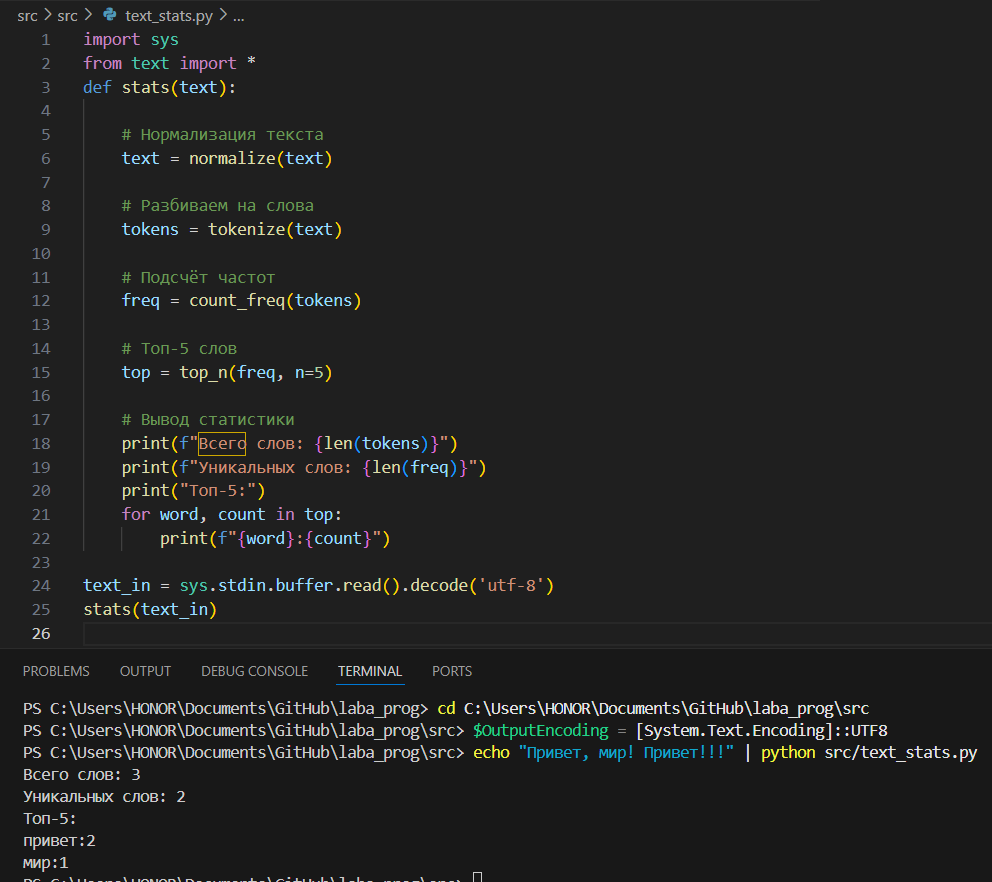 src > src > text_stats.py > ...
1 import sys
2 from text import *
3 def stats(text):
4
5 # Нормализация текста
6 text = normalize(text)
7
8 # Разбиваем на слова
9 tokens = tokenize(text)
10
11 # Подсчёт частот
12 freq = count_freq(tokens)
13
14 # Топ-5 слов
15 top = top_n(freq, n=5)
16
17 # Вывод статистики
18 print(f"Всего слов: {len(tokens)}")
19 print(f"Уникальных слов: {len(freq)}")
20 print("Топ-5:")
21 for word, count in top:
22 print(f"{word}:{count}")
23
24 text_in = sys.stdin.buffer.read().decode('utf-8')
25 stats(text_in)
26
PROBLEMS OUTPUT DEBUG CONSOLE TERMINAL PORTS
PS C:\Users\HONOR\Documents\GitHub\laba_prog> cd C:\Users\HONOR\Documents\GitHub\laba_prog\src
PS C:\Users\HONOR\Documents\GitHub\laba_prog\src> $OutputEncoding = [System.Text.Encoding]::UTF8
PS C:\Users\HONOR\Documents\GitHub\laba_prog\src> echo "Привет, мир! Привет!!!" | python src/text_stats.py
Всего слов: 3
Уникальных слов: 2
Топ-5:
привет:2
мир:1
PS C:\Users\HONOR\Documents\GitHub\laba_prog\src>